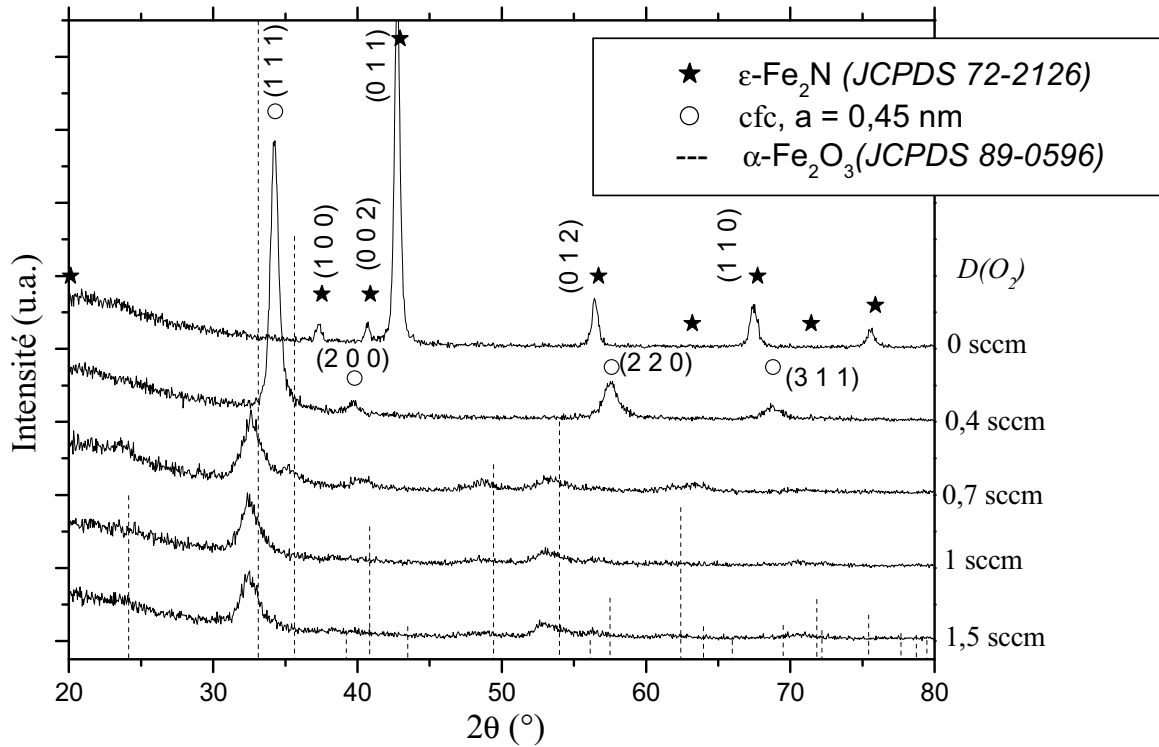 (1 1 1)
(0 1 1)
★ ε-Fe₂N (JCPDS 72-2126)
○ cfc, a = 0,45 nm
--- α-Fe₂O₃(JCPDS 89-0596)
(1 0 0)
(0 0 2)
(0 1 2)
(1 1 0)
D(O₂)
0 sccm
(2 0 0)
(2 2 0)
(3 1 1)
0,4 sccm
0,7 sccm
1 sccm
1,5 sccm
Intensité (u.a.)
20 30 40 50 60 70 80
2θ (°)